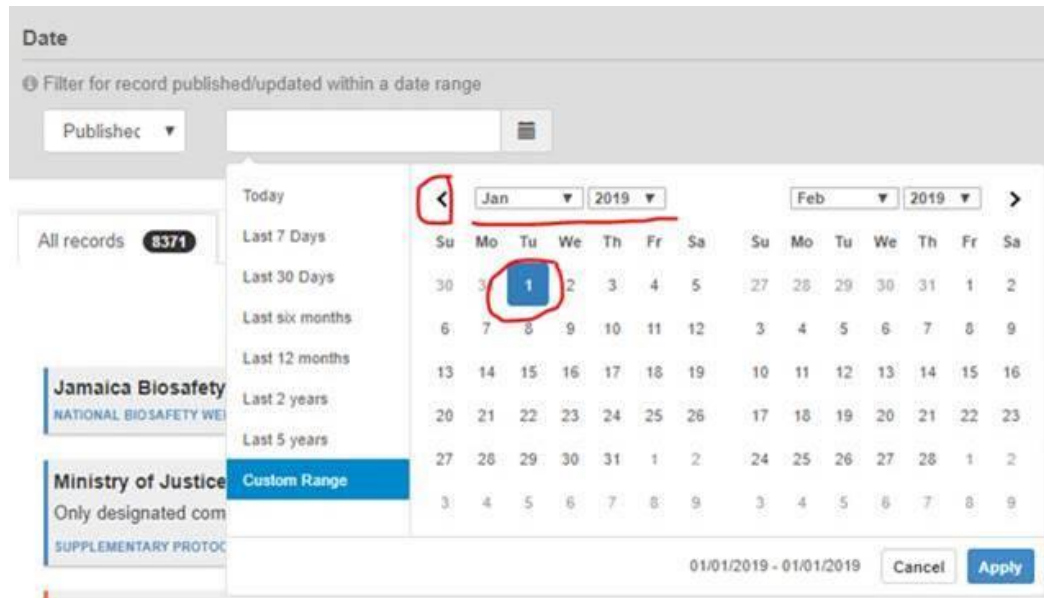 Date
Filter for record published/updated within a date range
Publishec
Today
Last 7 Days
Last 30 Days
Last six months
Last 12 months
Last 2 years
Last 5 years
Custom Range
Jan 2019 Feb 2019
Su Mo Tu We Th Fr Sa Su Mo Tu We Th Fr Sa
30 3 1 2 3 4 5 27 28 29 30 31 1 2
6 7 8 9 10 11 12 3 4 5 6 7 8 9
13 14 15 16 17 18 19 10 11 12 13 14 15 16
20 21 22 23 24 25 26 17 18 19 20 21 22 23
27 28 29 30 31 1 2 24 25 26 27 28 1 2
3 4 5 6 7 8 9 3 4 5 6 7 8 9
01/01/2019 - 01/01/2019 Cancel Apply
All records 8371
Jamaica Biosafety
NATIONAL BIOSAFETY WE
Ministry of Justice
Only designated com
SUPPLEMENTARY PROTOC